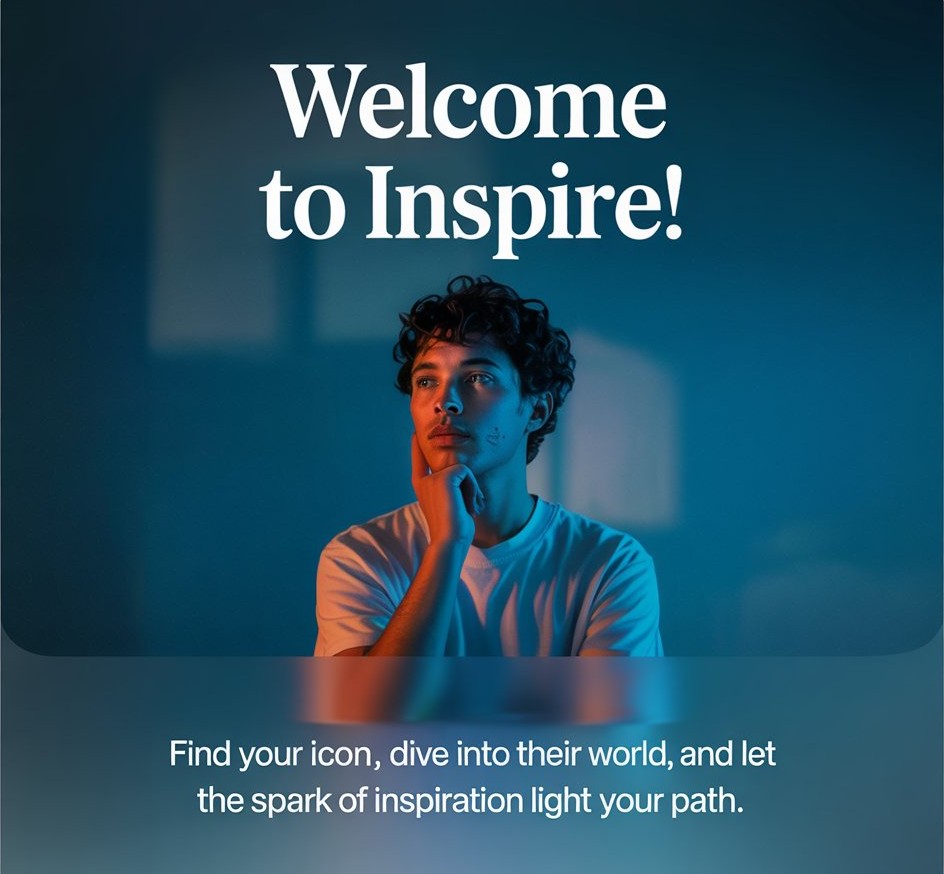 Welcome
to Inspire!
Find your icon, dive into their world, and let
the spark of inspiration light your path.